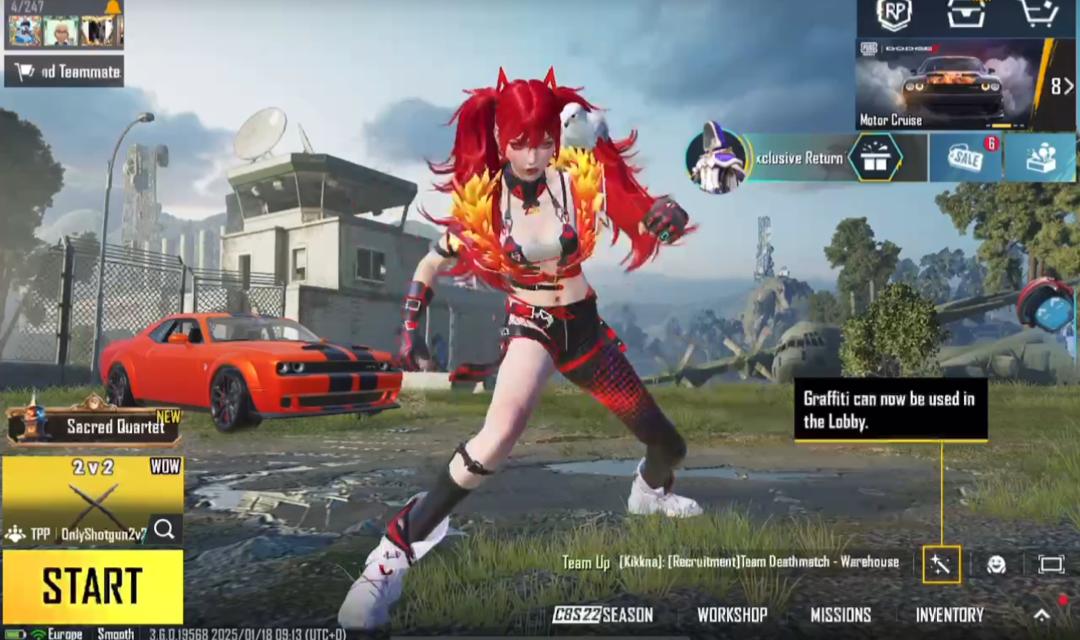 4/247
nd Teammate
RP
DODGE
8
Motor Cruise
xclusive Return
SALE
6
Graffiti can now be used in
the Lobby.
Sacred Quartet
NEW
2 v 2
WOW
TPP | OnlyShotgun2v?
START
Team Up [Kikkna]: [Recruitment]Team Deathmatch - Warehouse
C8S22 SEASON
WORKSHOP
MISSIONS
INVENTORY
Europe Smooth 3.6.0.19568 2025/01/18 09:13 (UTC+0)